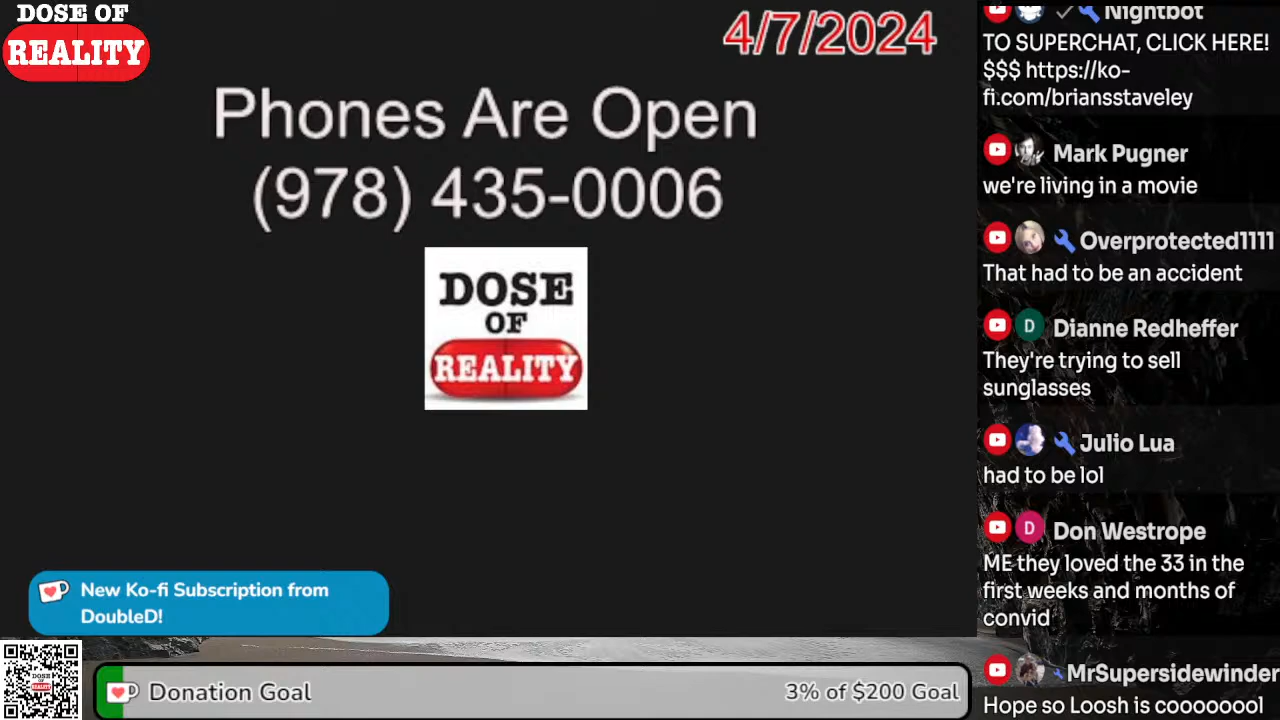 DOSE OF
REALITY
4/7/2024
Phones Are Open
(978) 435-0006
DOSE
OF
REALITY
New Ko-fi Subscription from
DoubleD!
Donation Goal
3% of $200 Goal
Nightbot
TO SUPERCHAT, CLICK HERE!
$$$ https://ko-
fi.com/briansstaveley
Mark Pugner
we're living in a movie
Overprotected1111
That had to be an accident
D Dianne Redheffer
They're trying to sell
sunglasses
Julio Lua
had to be lol
D Don Westrope
ME they loved the 33 in the
first weeks and months of
convid
MrSupersidewinder
Hope so Loosh is coooooool